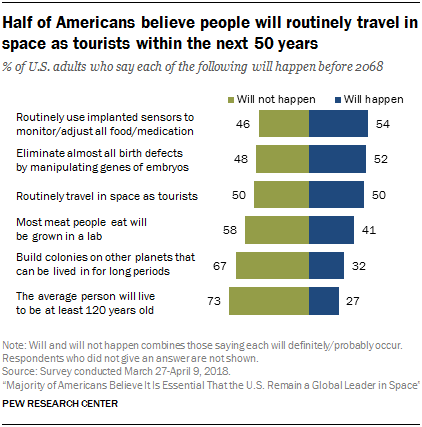 Half of Americans believe people will routinely travel in
space as tourists within the next 50 years
% of U.S. adults who say each of the following will happen before 2068
Will not happen Will happen
Routinely use implanted sensors to
monitor/adjust all food/medication
46 54
Eliminate almost all birth defects
by manipulating genes of embryos
48 52
Routinely travel in space as tourists
50 50
Most meat people eat will
be grown in a lab
58 41
Build colonies on other planets that
can be lived in for long periods
67 32
The average person will live
to be at least 120 years old
73 27
Note: Will and will not happen combines those saying each will definitely/probably occur.
Respondents who did not give an answer are not shown.
Source: Survey conducted March 27-April 9, 2018.
“Majority of Americans Believe It Is Essential That the U.S. Remain a Global Leader in Space”
PEW RESEARCH CENTER